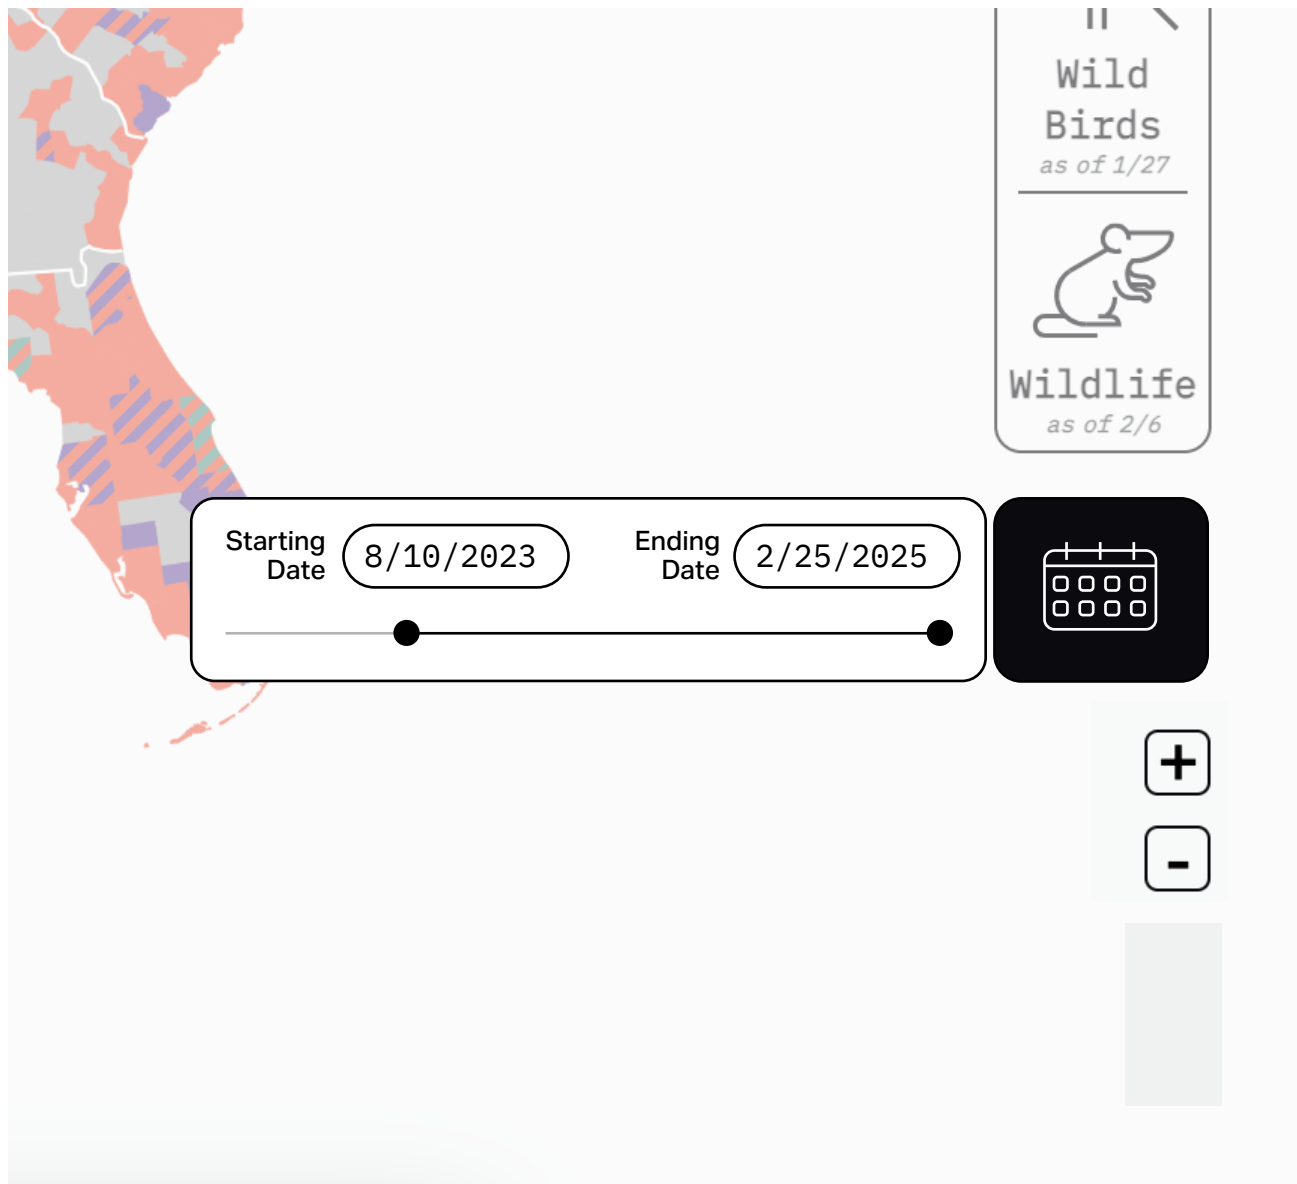 Wild
Birds
as of 1/27
Wildlife
as of 2/6
Starting
Date
8/10/2023
Ending
Date
2/25/2025
+
-